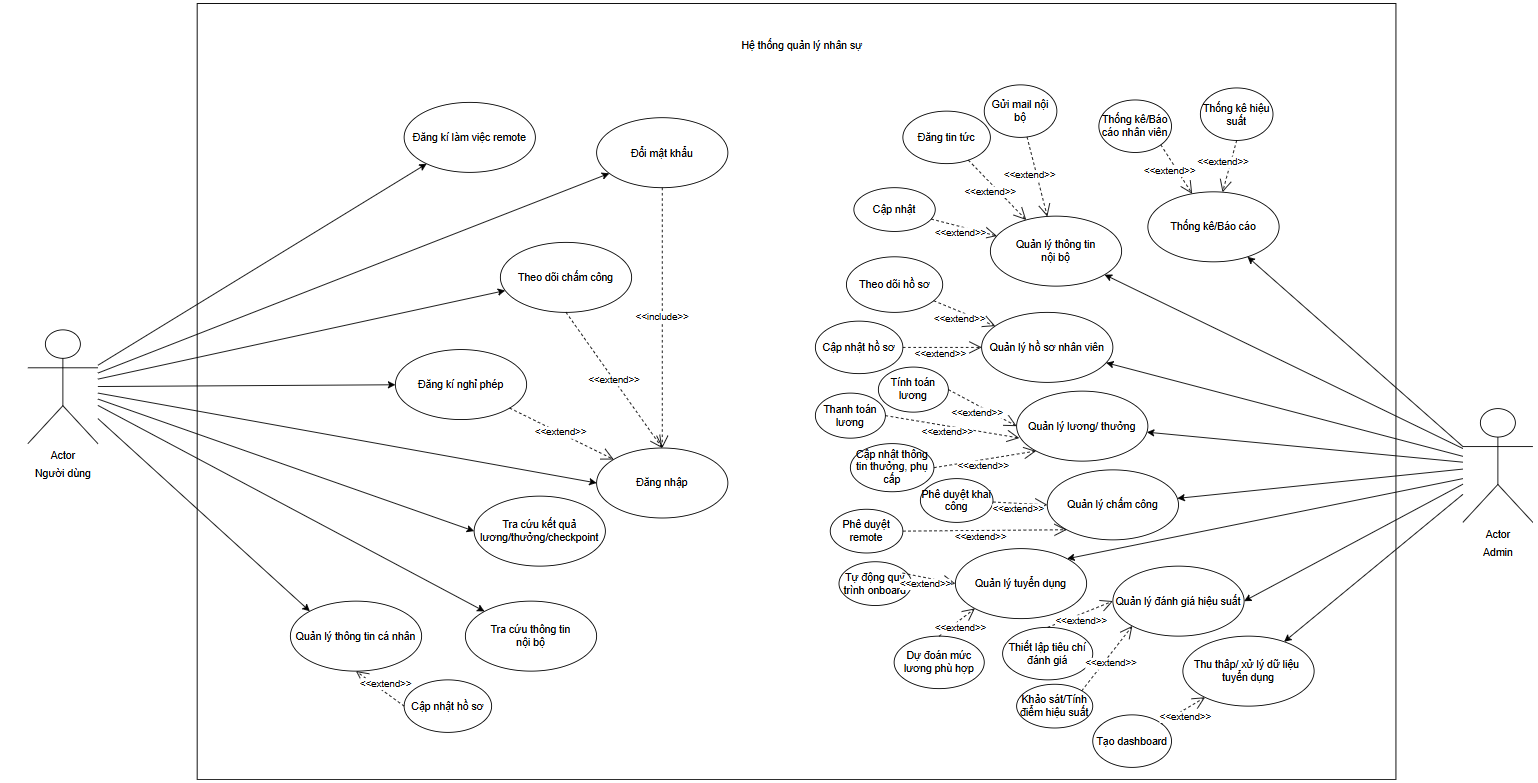 Hệ thống quản lý nhân sự
Đăng kí làm việc remote
Đổi mật khẩu
Theo dõi chấm công
<<include>>
<<extend>>
Đăng kí nghỉ phép
<<extend>>
Đăng nhập
Actor
Người dùng
Tra cứu kết quả
lương/thưởng/checkpoint
Quản lý thông tin cá nhân
Tra cứu thông tin
nội bộ
<<extend>>
Cập nhật hồ sơ
Gửi mail nội
bộ
Đăng tin tức
<<extend>>
<<extend>>
Cập nhật
<<extend>>
Quản lý thông tin
nội bộ
Thống kê/Báo
cáo nhân viên
Thống kê hiệu
suất
<<extend>>
<<extend>>
Thống kê/Báo cáo
Theo dõi hồ sơ
<<extend>>
Cập nhật hồ sơ
<<extend>>
Quản lý hồ sơ nhân viên
Tính toán
lương
<<extend>>
Thanh toán
lương
<<extend>>
Quản lý lương/ thưởng
Cập nhật thông
tin thưởng, phụ
cấp
<<extend>>
Phê duyệt khai
công
<<extend>>
Quản lý chấm công
Phê duyệt
remote
<<extend>>
Actor
Admin
Tự động quy
trình onboard
<<extend>>
Quản lý tuyển dụng
<<extend>>
Dự đoán mức
lương phù hợp
Quản lý đánh giá hiệu suất
<<extend>>
Thiết lập tiêu chí
đánh giá
<<extend>>
Khảo sát/Tính
điểm hiệu suất
Thu thập/ xử lý dữ liệu
tuyển dụng
<<extend>>
Tạo dashboard